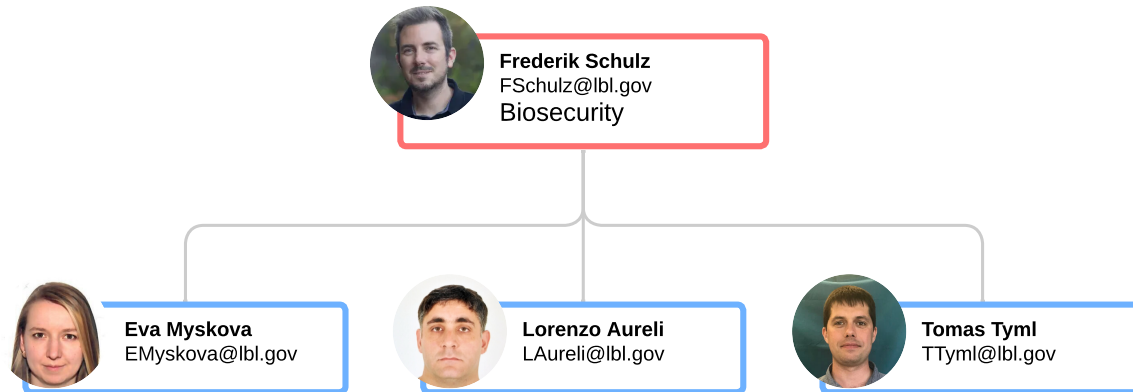 Frederik Schulz
FSchulz@lbl.gov
Biosecurity
Eva Myskova
EMyskova@lbl.gov
Lorenzo Aureli
LAureli@lbl.gov
Tomas Tyml
TTyml@lbl.gov